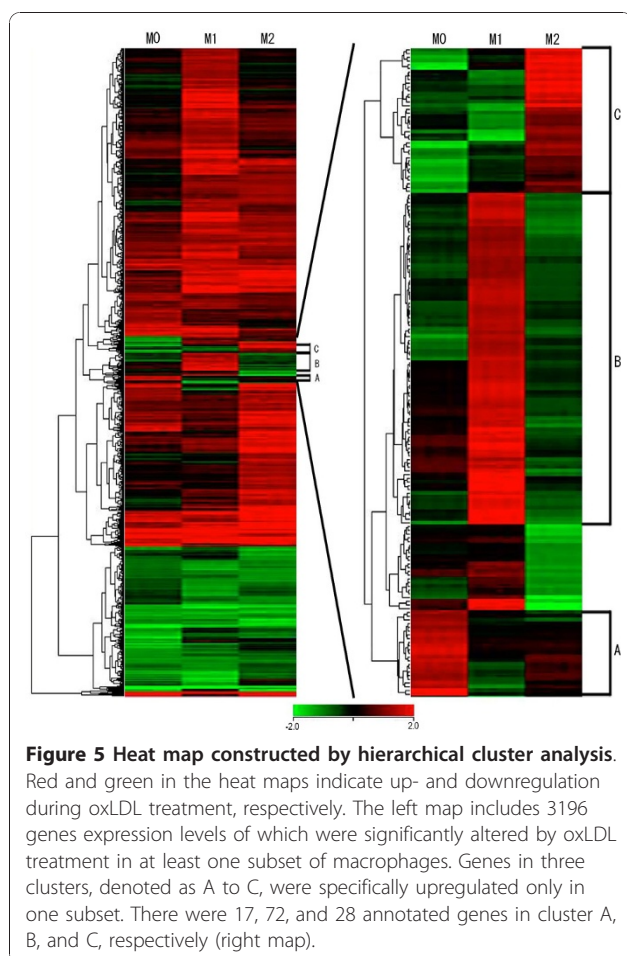 M0 M1 M2
M0 M1 M2
C
B
A
C
B
A
-2.0 2.0
Figure 5 Heat map constructed by hierarchical cluster analysis.
Red and green in the heat maps indicate up- and downregulation
during oxLDL treatment, respectively. The left map includes 3196
genes expression levels of which were significantly altered by oxLDL
treatment in at least one subset of macrophages. Genes in three
clusters, denoted as A to C, were specifically upregulated only in
one subset. There were 17, 72, and 28 annotated genes in cluster A,
B, and C, respectively (right map).